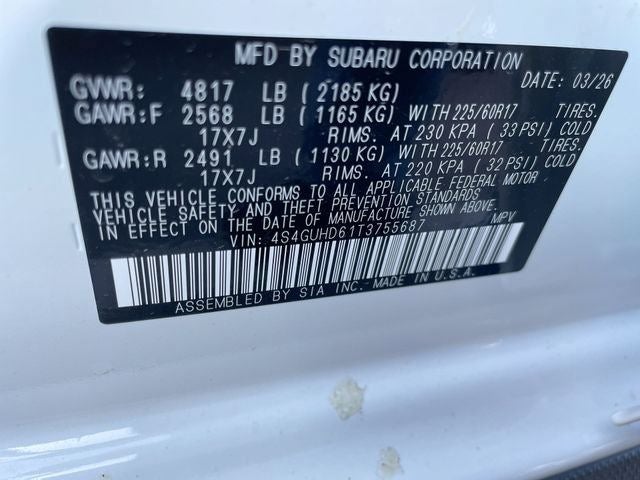 MFD BY SUBARU CORPORATION
DATE: 03/26
GVWR: 4817 LB (2185 KG)
GAWR:F 2568 LB (1165 KG) WITH 225/60R17 TIRES.
17X7J RIMS. AT 230 KPA (33 PSI) COLD
GAWR:R 2491 LB (1130 KG) WITH 225/60R17 TIRES.
17X7J RIMS. AT 220 KPA (32 PSI) COLD
THIS VEHICLE CONFORMS TO ALL APPLICABLE FEDERAL MOTOR
VEHICLE SAFETY AND THEFT PREVENTION STANDARDS
IN EFFECT ON THE DATE OF MANUFACTURE SHOWN ABOVE.
VIN: 4S4GUHD61T3755687 MPV
ASSEMBLED BY SIA INC. MADE IN U.S.A.